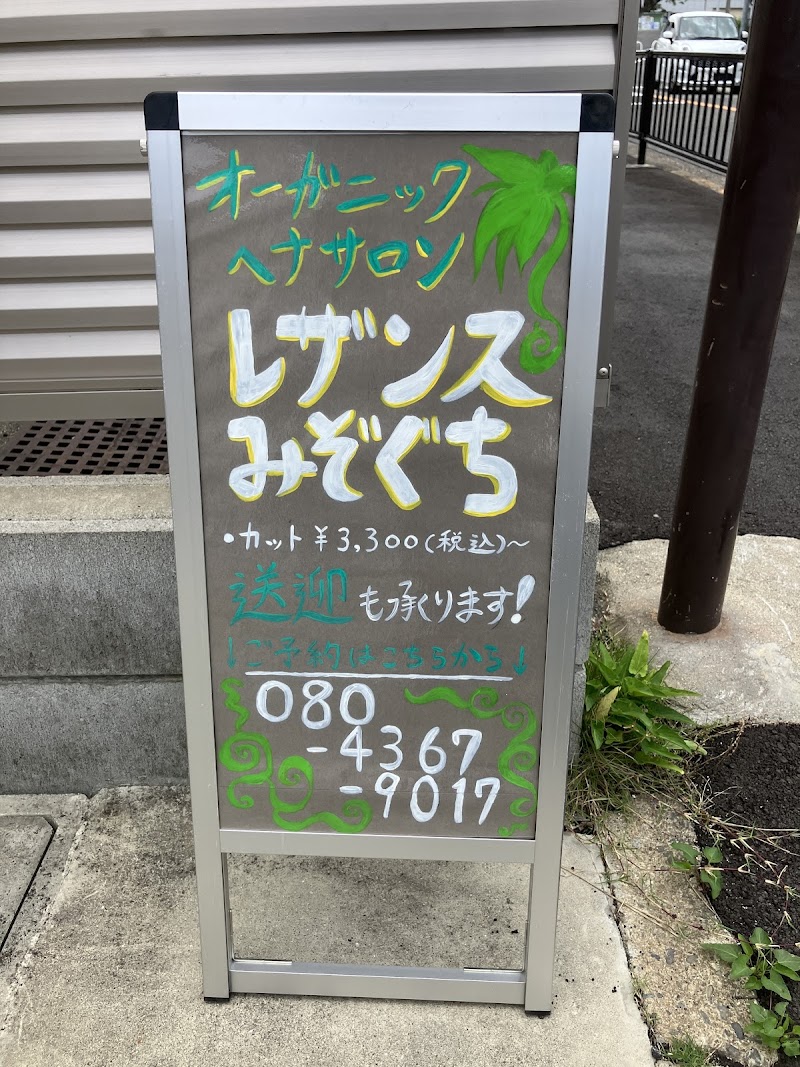 オーガニック
ヘナサロン
レザンス
みぞぐち
・カット¥3,300(税込)~
送迎も承ります!
↓ご予約はこちらから↓
080
-4367
-9017